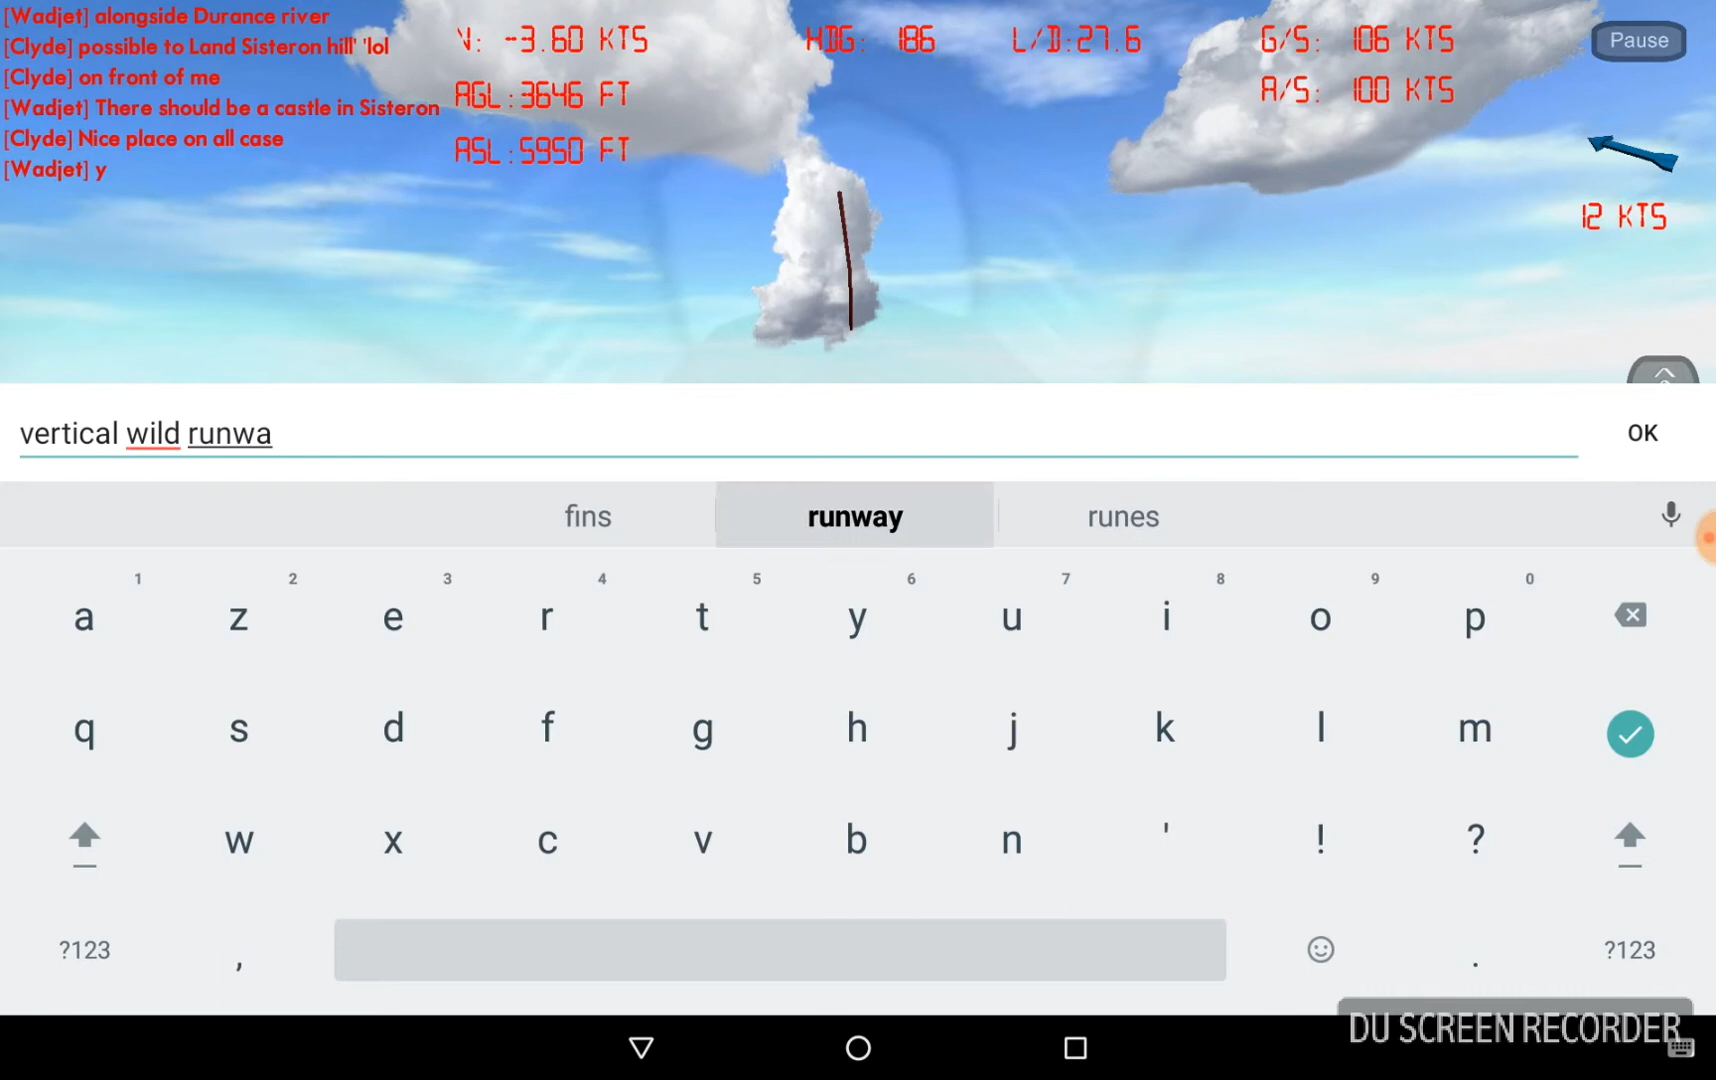 [Wadjet] alongside Durance river
[Clyde] possible to Land Sisteron hill' 'lol
[Clyde] on front of me
[Wadjet] There should be a castle in Sisteron
[Clyde] Nice place on all case
[Wadjet] y
V: -3.60 KTS
AGL:3646 FT
ASL:5950 FT
HDG: 186
L/D:27.6
G/S: 106 KTS
A/S: 100 KTS
Pause
12 KTS
vertical wild runwa
OK
fins runway runes
1 2 3 4 5 6 7 8 9 0
a z e r t y u i o p
q s d f g h j k l m
w x c v b n ' ! ?
?123 , . ?123
DU SCREEN RECORDER